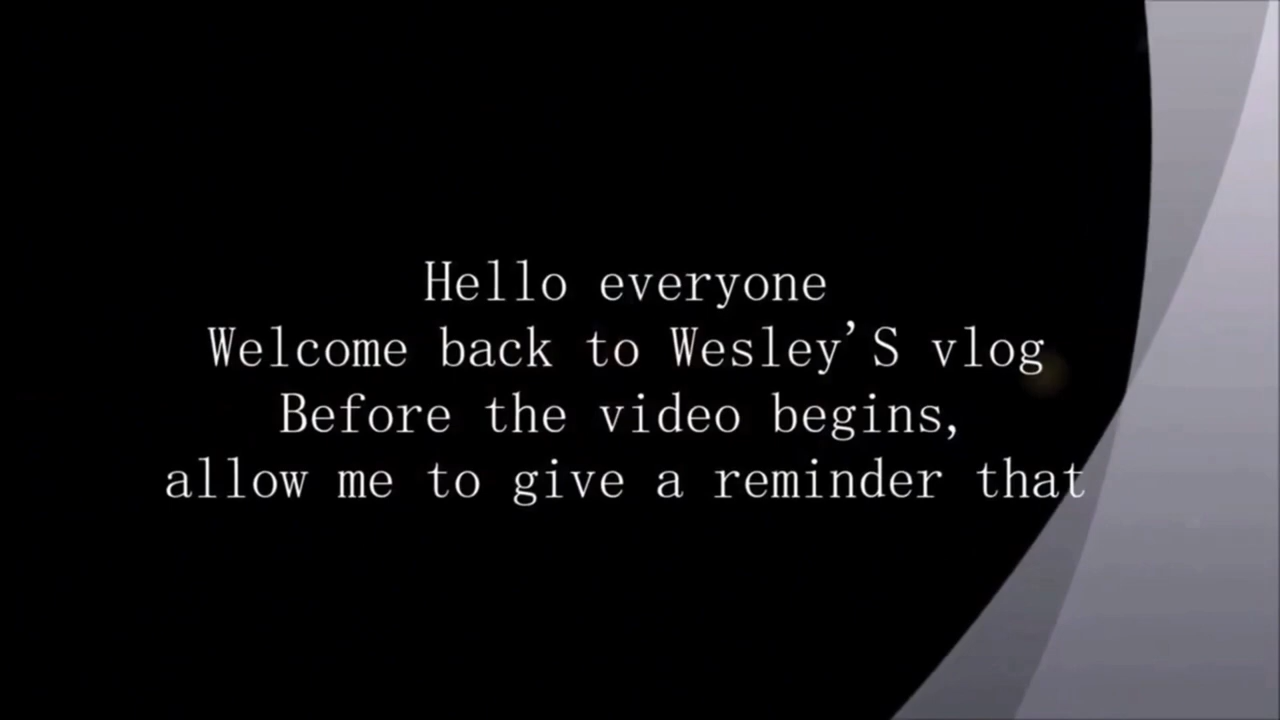 Hello everyone
Welcome back to Wesley'S vlog
Before the video begins,
allow me to give a reminder that